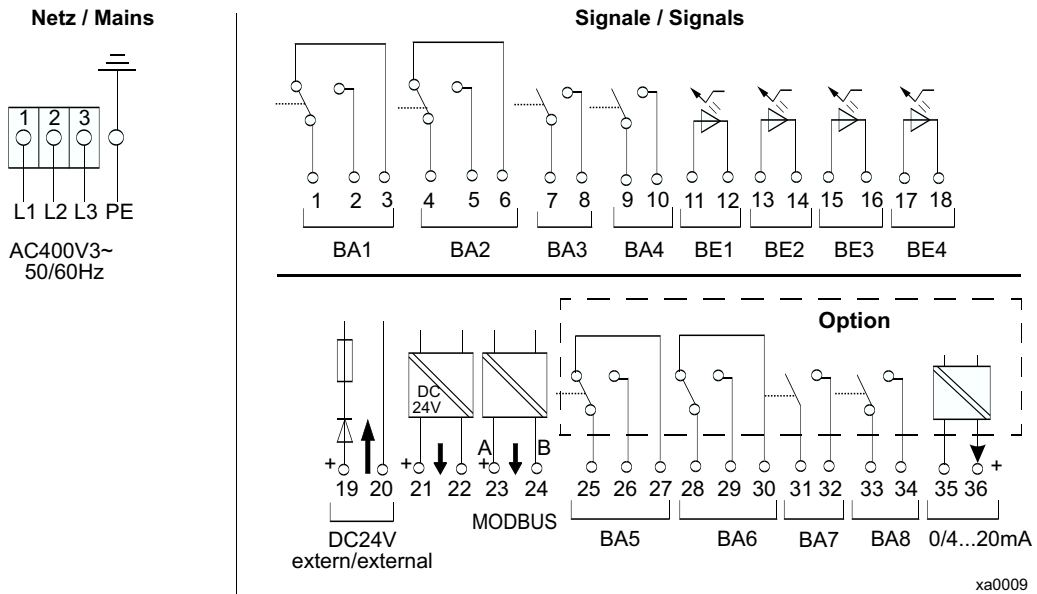 Netz / Mains
1 2 3
L1 L2 L3 PE
AC400V3~
50/60Hz
Signale / Signals
1 2 3 4 5 6 7 8 9 10 11 12 13 14 15 16 17 18
BA1 BA2 BA3 BA4 BE1 BE2 BE3 BE4
Option
DC
24V
A B
+ + + +
19 20 21 22 23 24 25 26 27 28 29 30 31 32 33 34 35 36
MODBUS
DC24V
extern/external
BA5 BA6 BA7 BA8 0/4...20mA
xa0009